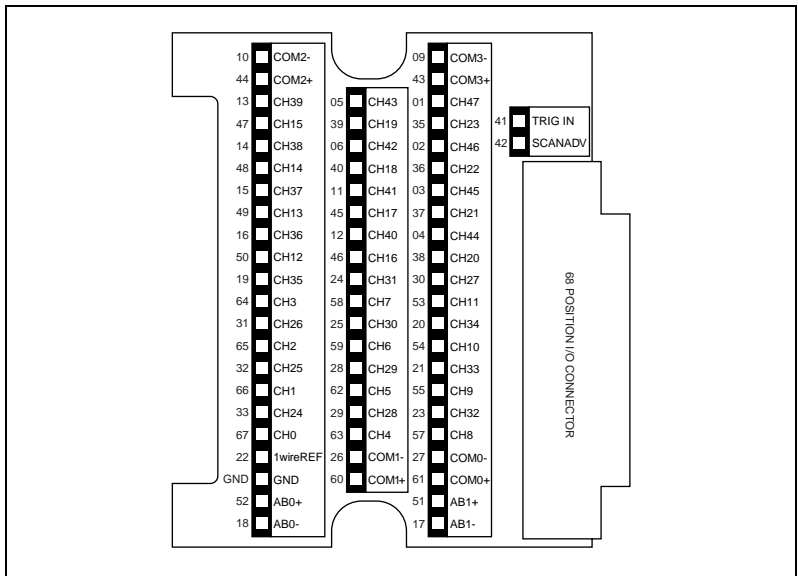 10 COM2-
44 COM2+
13 CH39
47 CH15
14 CH38
48 CH14
15 CH37
49 CH13
16 CH36
50 CH12
19 CH35
64 CH3
31 CH26
65 CH2
32 CH25
66 CH1
33 CH24
67 CH0
22 1wireREF
GND GND
52 AB0+
18 AB0-
05 CH43
39 CH19
06 CH42
40 CH18
11 CH41
45 CH17
12 CH40
46 CH16
24 CH31
58 CH7
25 CH30
59 CH6
28 CH29
62 CH5
29 CH28
63 CH4
26 COM1-
60 COM1+
09 COM3-
43 COM3+
01 CH47
35 CH23
02 CH46
36 CH22
03 CH45
37 CH21
04 CH44
38 CH20
30 CH27
53 CH11
20 CH34
54 CH10
21 CH33
55 CH9
23 CH32
57 CH8
27 COM0-
61 COM0+
51 AB1+
17 AB1-
41 TRIG IN
42 SCANADV
68 POSITION I/O CONNECTOR